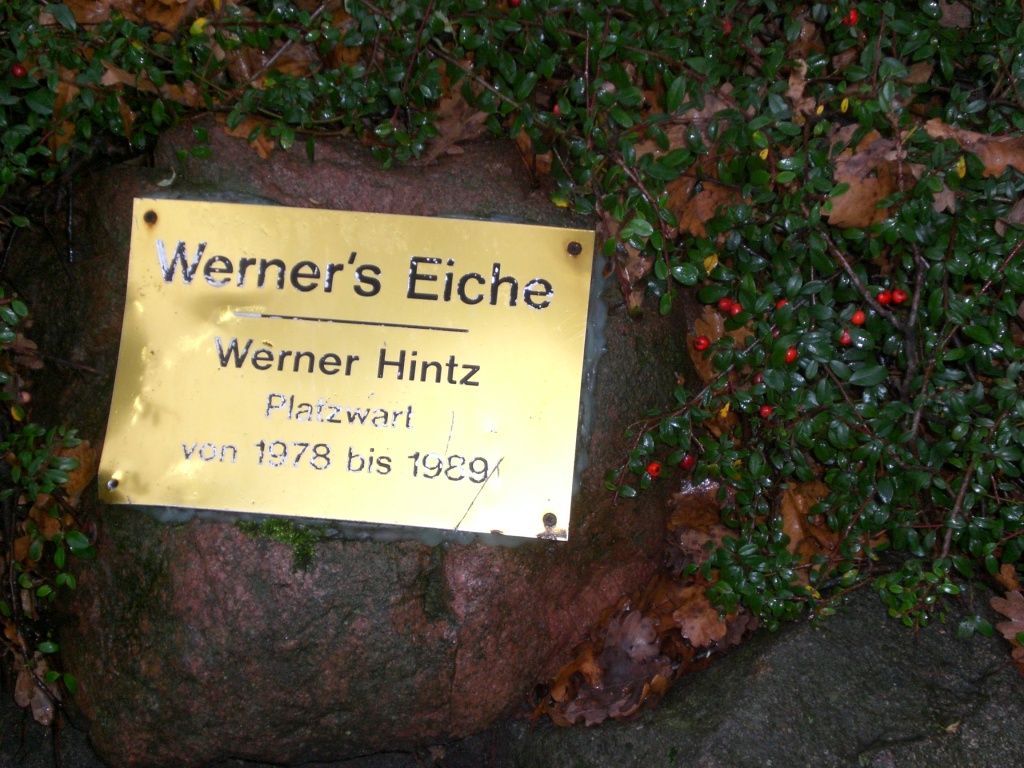 Werner's Eiche
Werner Hintz
Platzwart
von 1978 bis 1989